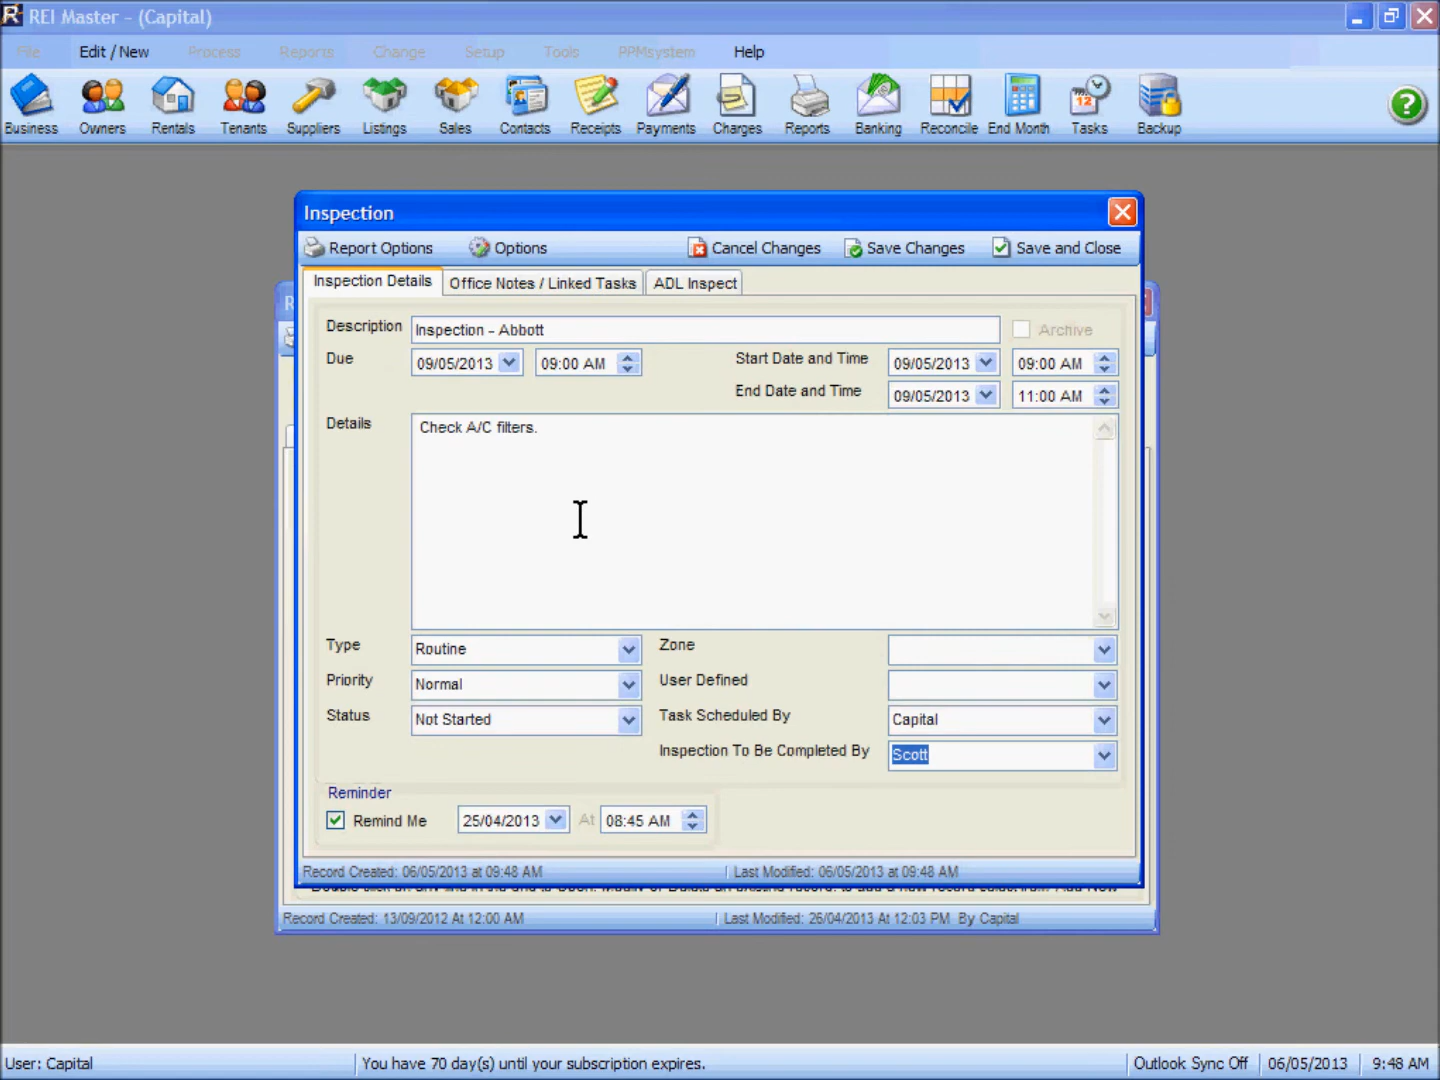 REI Master - (Capital)
File Edit / New Process Reports Change Setup Tools PPMsystem Help
Business Owners Rentals Tenants Suppliers Listings Sales Contacts Receipts Payments Charges Reports Banking Reconcile End Month Tasks Backup
Inspection
Report Options Options Cancel Changes Save Changes Save and Close
Inspection Details Office Notes / Linked Tasks ADL Inspect
Description Inspection - Abbott Archive
Due 09/05/2013 09:00 AM Start Date and Time 09/05/2013 09:00 AM
End Date and Time 09/05/2013 11:00 AM
Details Check A/C filters.
Type Routine Zone
Priority Normal User Defined
Status Not Started Task Scheduled By Capital
Inspection To Be Completed By Scott
Reminder
Remind Me 25/04/2013 At 08:45 AM
Record Created: 06/05/2013 at 09:48 AM Last Modified: 06/05/2013 at 09:48 AM
Record Created: 13/09/2012 At 12:00 AM Last Modified: 26/04/2013 At 12:03 PM By Capital
User: Capital You have 70 day(s) until your subscription expires. Outlook Sync Off 06/05/2013 9:48 AM